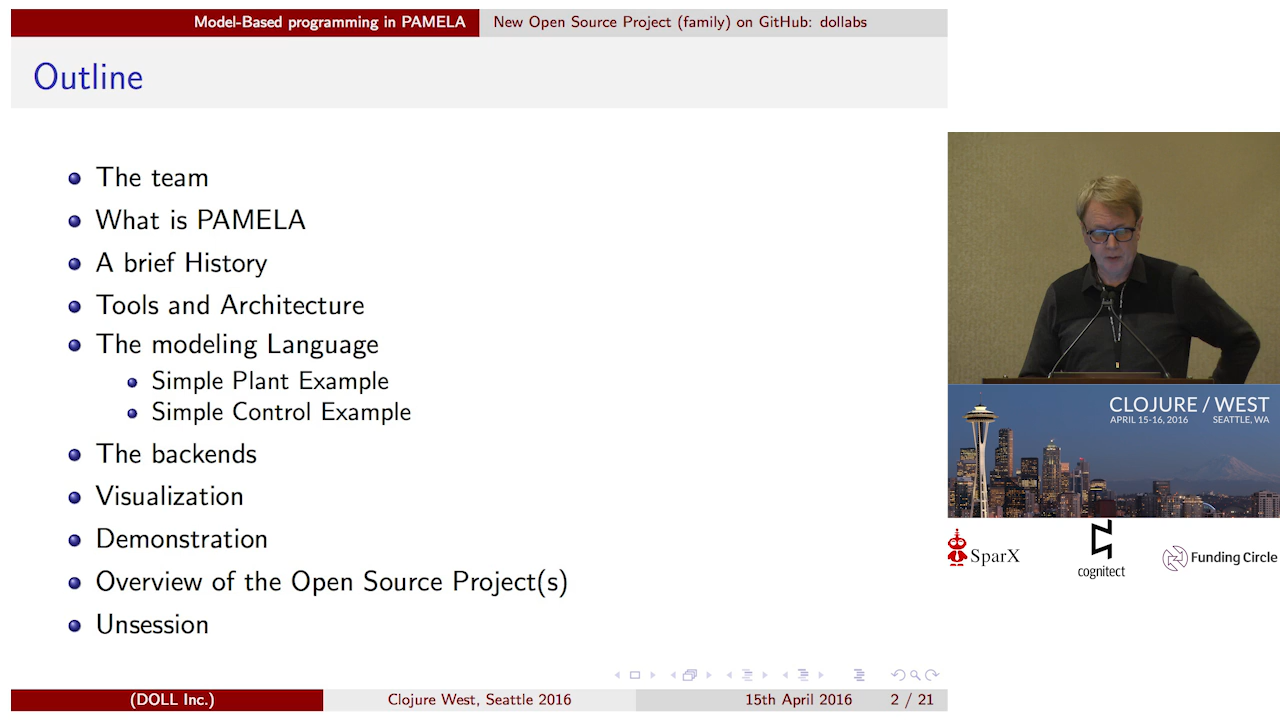 Model-Based programming in PAMELA
New Open Source Project (family) on GitHub: dollabs
Outline
The team
What is PAMELA
A brief History
Tools and Architecture
The modeling Language
Simple Plant Example
Simple Control Example
The backends
Visualization
Demonstration
Overview of the Open Source Project(s)
Unsession
(DOLL Inc.)
Clojure West, Seattle 2016
15th April 2016
2 / 21
CLOJURE / WEST
APRIL 15-16, 2016
SEATTLE, WA
SparX
cognitect
Funding Circle